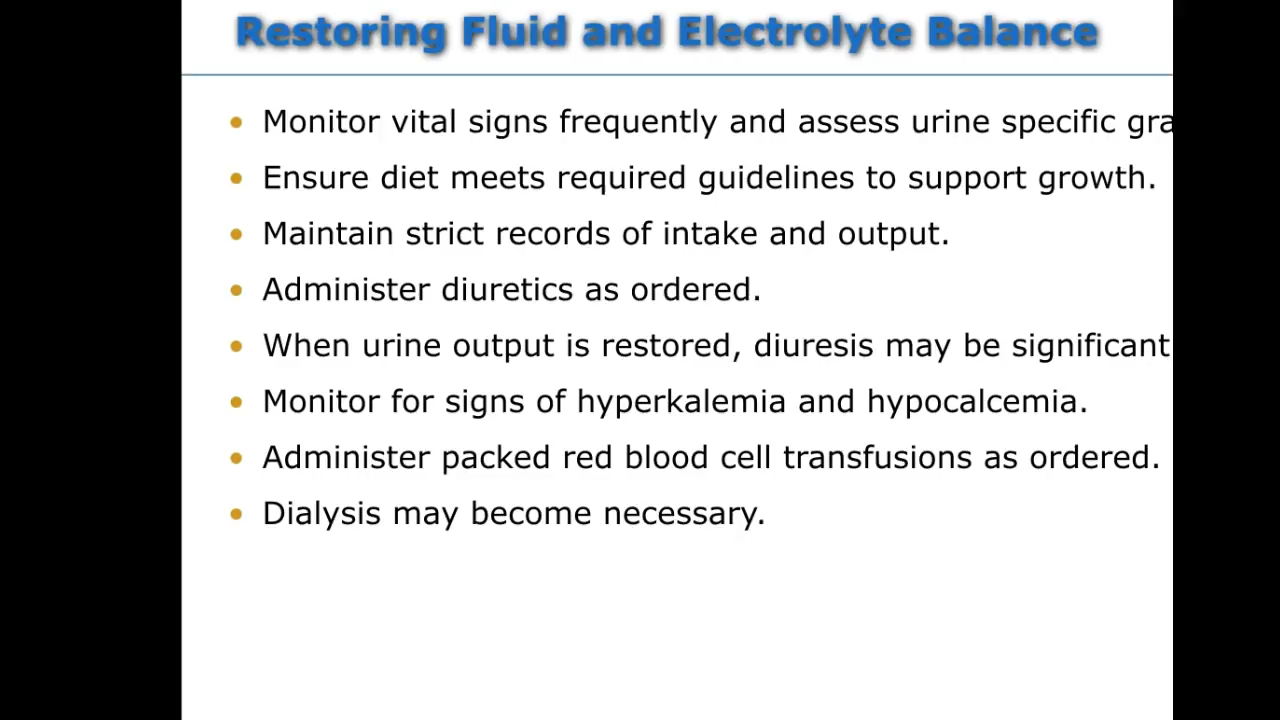 Restoring Fluid and Electrolyte Balance
• Monitor vital signs frequently and assess urine specific gra
• Ensure diet meets required guidelines to support growth.
• Maintain strict records of intake and output.
• Administer diuretics as ordered.
• When urine output is restored, diuresis may be significant
• Monitor for signs of hyperkalemia and hypocalcemia.
• Administer packed red blood cell transfusions as ordered.
• Dialysis may become necessary.